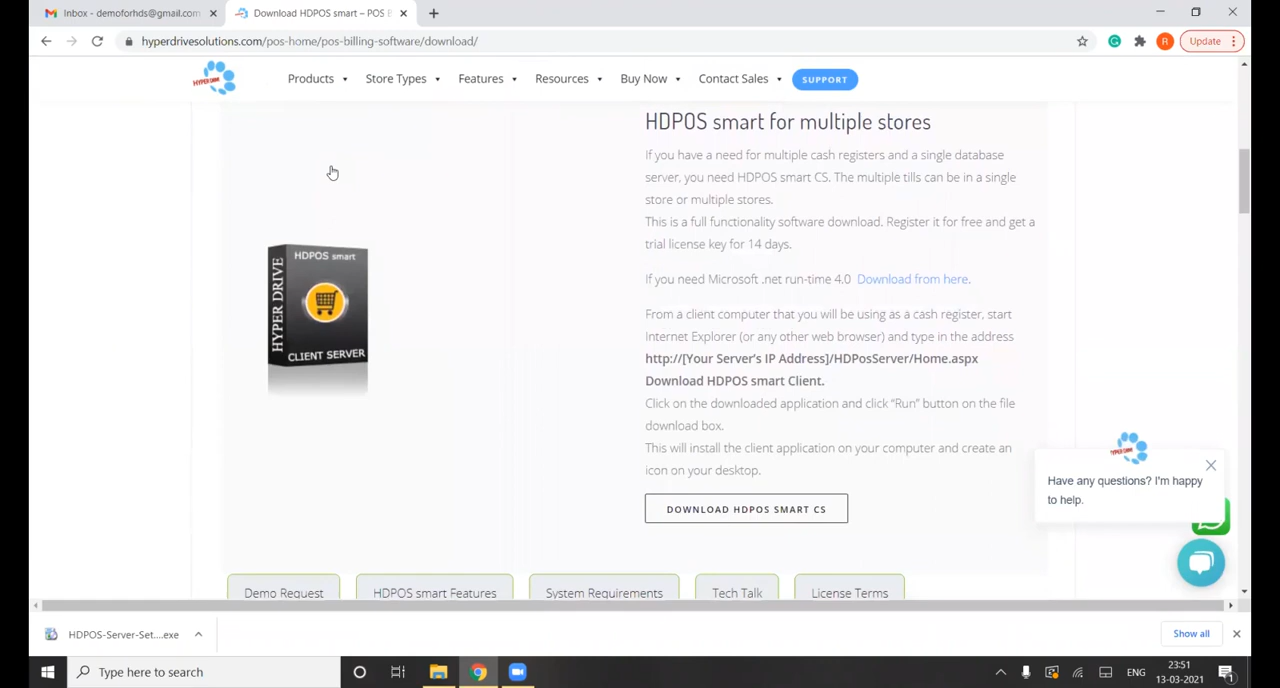 Inbox - demoforhds@gmail.com
Download HDPOS smart – POS B
hyperdrivesolutions.com/pos-home/pos-billing-software/download/
R
Update
HYPER DRIVE
Products
Store Types
Features
Resources
Buy Now
Contact Sales
SUPPORT
HDPOS smart for multiple stores
If you have a need for multiple cash registers and a single database
server, you need HDPOS smart CS. The multiple tills can be in a single
store or multiple stores.
This is a full functionality software download. Register it for free and get a
trial license key for 14 days.
If you need Microsoft .net run-time 4.0 Download from here.
From a client computer that you will be using as a cash register, start
Internet Explorer (or any other web browser) and type in the address
http://[Your Server's IP Address]/HDPosServer/Home.aspx
Download HDPOS smart Client.
Click on the downloaded application and click “Run” button on the file
download box.
This will install the client application on your computer and create an
icon on your desktop.
DOWNLOAD HDPOS SMART CS
HDPOS smart
HYPER DRIVE
CLIENT SERVER
HYPER DRIVE
Have any questions? I'm happy
to help.
Demo Request
HDPOS smart Features
System Requirements
Tech Talk
License Terms
HDPOS-Server-Set....exe
Show all
Type here to search
ENG
23:51
13-03-2021
1